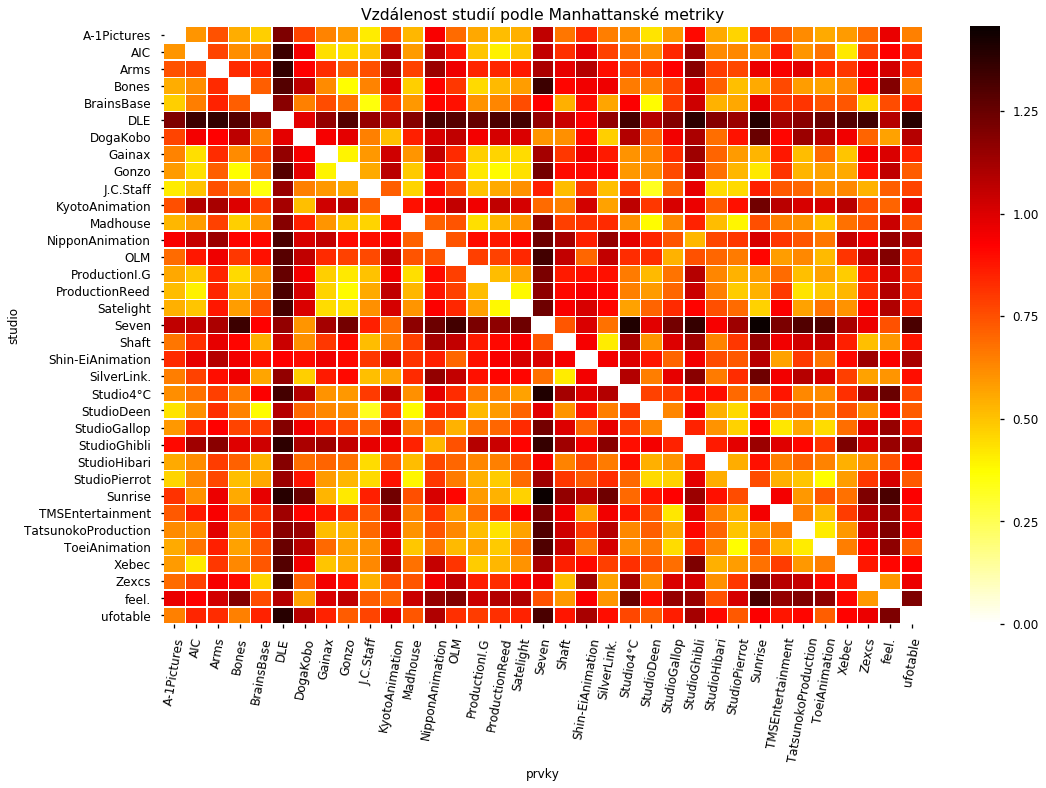 Vzdálenost studií podle Manhattanské metriky
studio
A-1Pictures
AIC
Arms
Bones
BrainsBase
DLE
DogaKobo
Gainax
Gonzo
J.C.Staff
KyotoAnimation
Madhouse
NipponAnimation
OLM
ProductionI.G
ProductionReed
Satelight
Seven
Shaft
Shin-EiAnimation
SilverLink.
Studio4°C
StudioDeen
StudioGallop
StudioGhibli
StudioHibari
StudioPierrot
Sunrise
TMSEntertainment
TatsunokoProduction
ToeiAnimation
Xebec
Zexcs
feel.
ufotable
A-1Pictures
AIC
Arms
Bones
BrainsBase
DLE
DogaKobo
Gainax
Gonzo
J.C.Staff
KyotoAnimation
Madhouse
NipponAnimation
OLM
ProductionI.G
ProductionReed
Satelight
Seven
Shaft
Shin-EiAnimation
SilverLink.
Studio4°C
StudioDeen
StudioGallop
StudioGhibli
StudioHibari
StudioPierrot
Sunrise
TMSEntertainment
TatsunokoProduction
ToeiAnimation
Xebec
Zexcs
feel.
ufotable
prvky
1.25
1.00
0.75
0.50
0.25
0.00